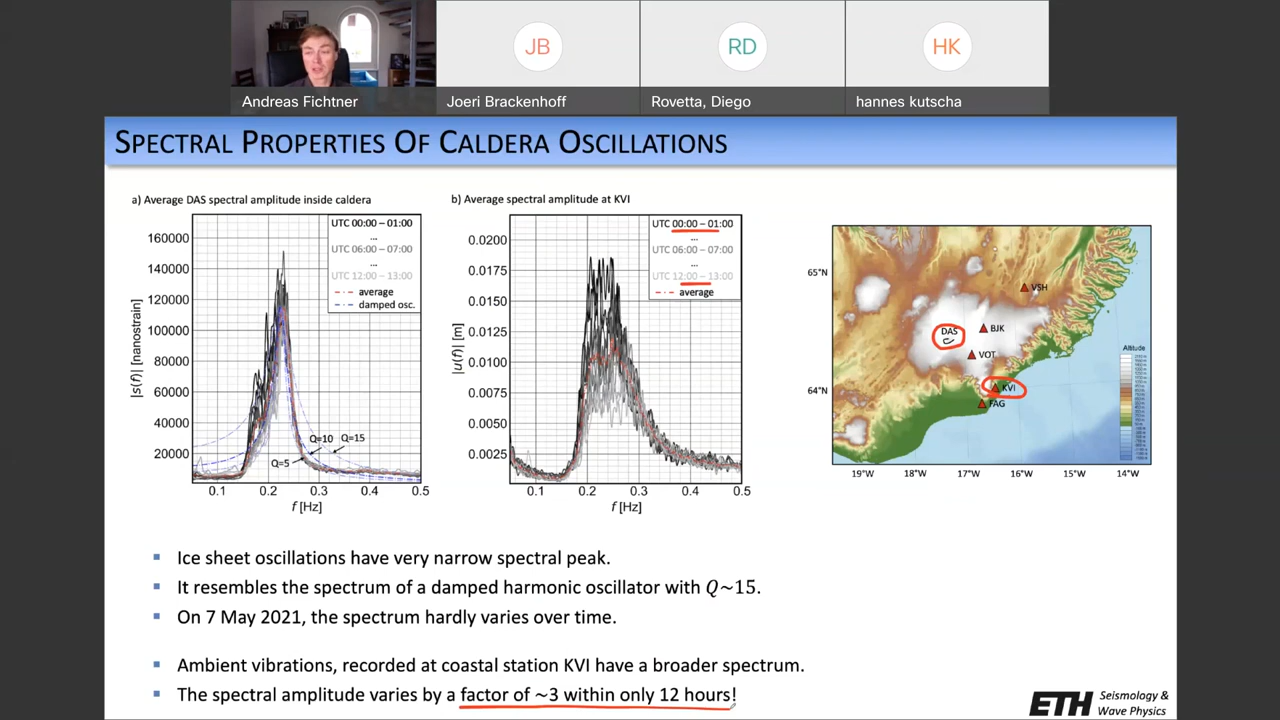 JB
RD
HK
Andreas Fichtner
Joeri Brackenhoff
Rovetta, Diego
hannes kutscha
SPECTRAL PROPERTIES OF CALDERA OSCILLATIONS
a) Average DAS spectral amplitude inside caldera
160000
140000
120000
100000
80000
60000
40000
20000
|s(f)| [nanostrain]
UTC 00:00 – 01:00
...
UTC 06:00 – 07:00
...
UTC 12:00 – 13:00
average
damped osc.
Q=10
Q=15
Q=5
0.1
0.2
0.3
0.4
0.5
f [Hz]
b) Average spectral amplitude at KVI
0.0200
0.0175
0.0150
0.0125
0.0100
0.0075
0.0050
0.0025
|u(f)| [m]
UTC 00:00 – 01:00
...
UTC 06:00 – 07:00
...
UTC 12:00 – 13:00
average
0.1
0.2
0.3
0.4
0.5
f [Hz]
65°N
64°N
VSH
DAS
BJK
VOT
KVI
FAG
Altitude
19°W
18°W
17°W
16°W
15°W
14°W
Ice sheet oscillations have very narrow spectral peak.
It resembles the spectrum of a damped harmonic oscillator with Q~15.
On 7 May 2021, the spectrum hardly varies over time.
Ambient vibrations, recorded at coastal station KVI have a broader spectrum.
The spectral amplitude varies by a factor of ~3 within only 12 hours!
ETH
Seismology &
Wave Physics